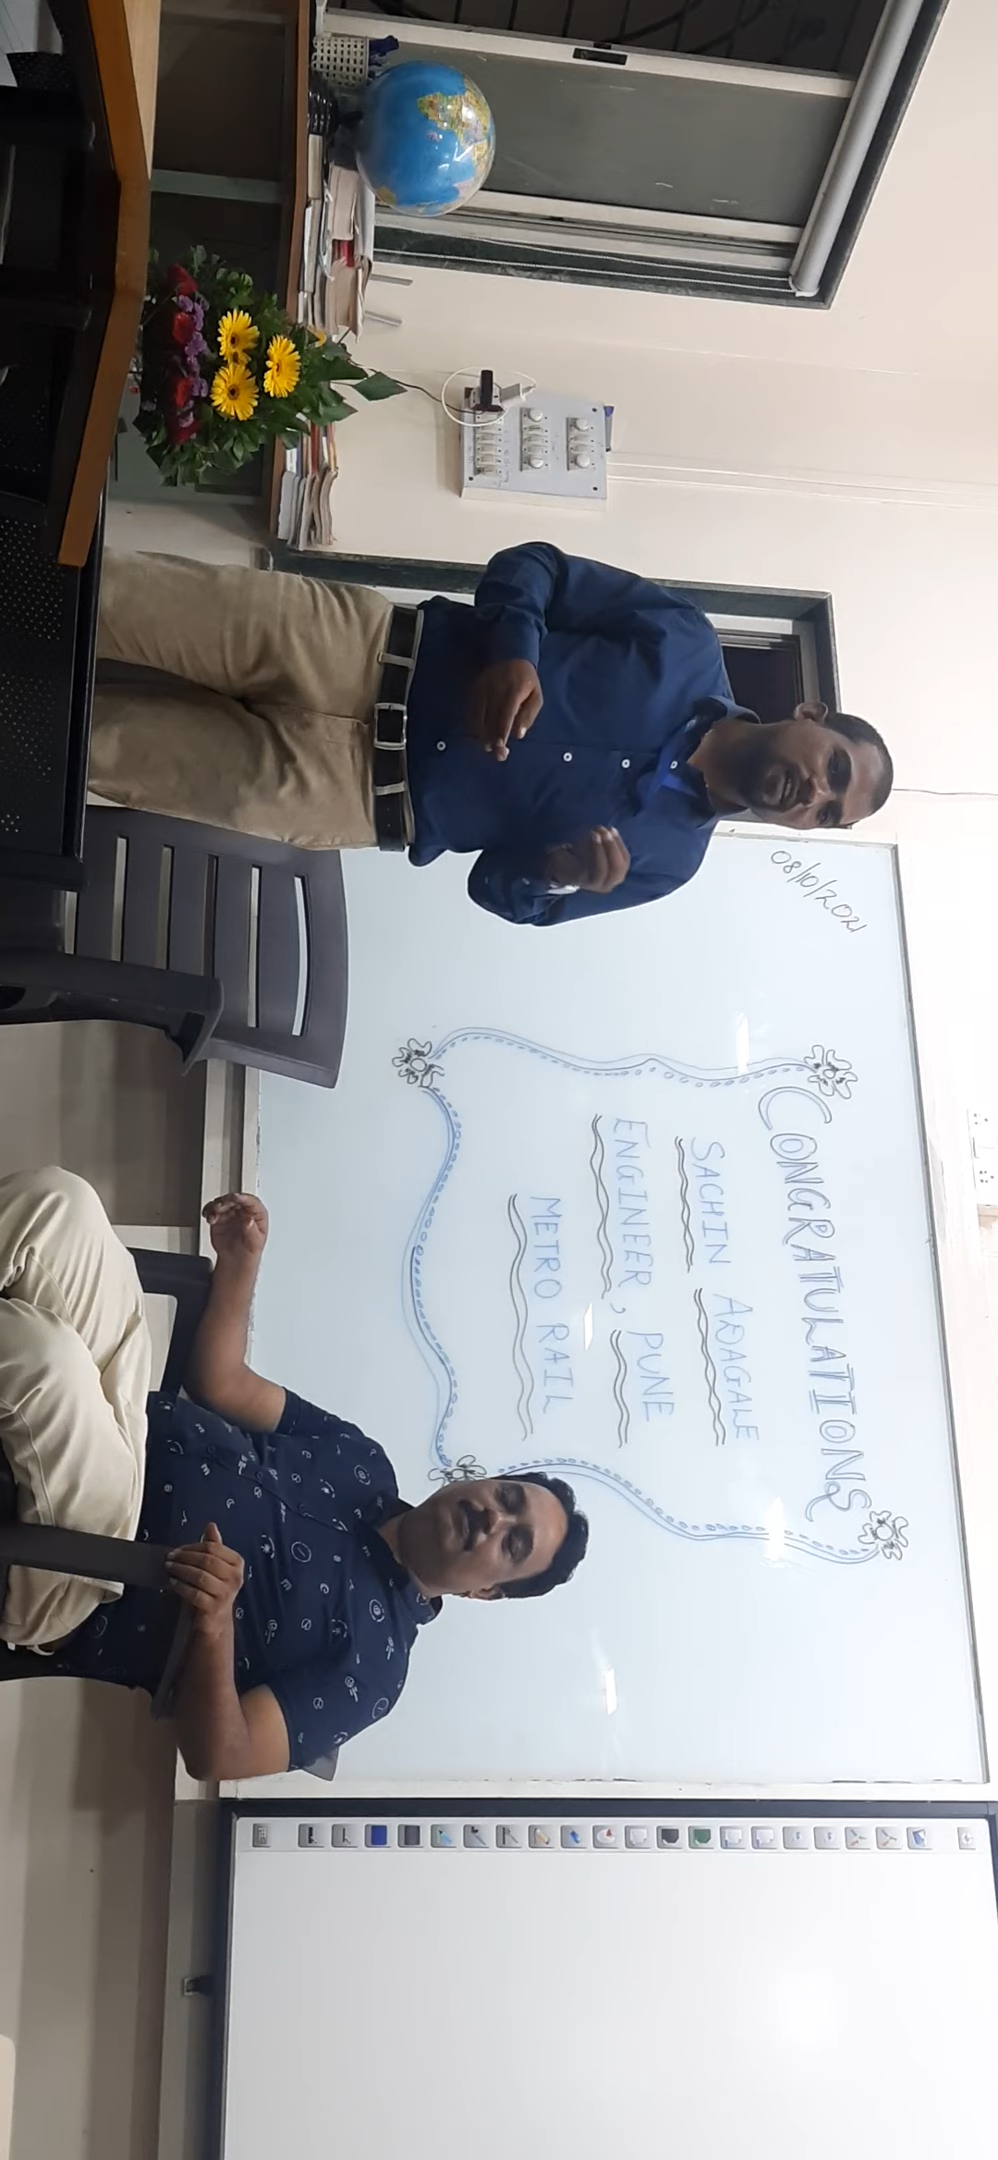 08/10/2021
CONGRATULATIONS
SACHIN ADAGALE
ENGINEER, PUNE
METRO RAIL